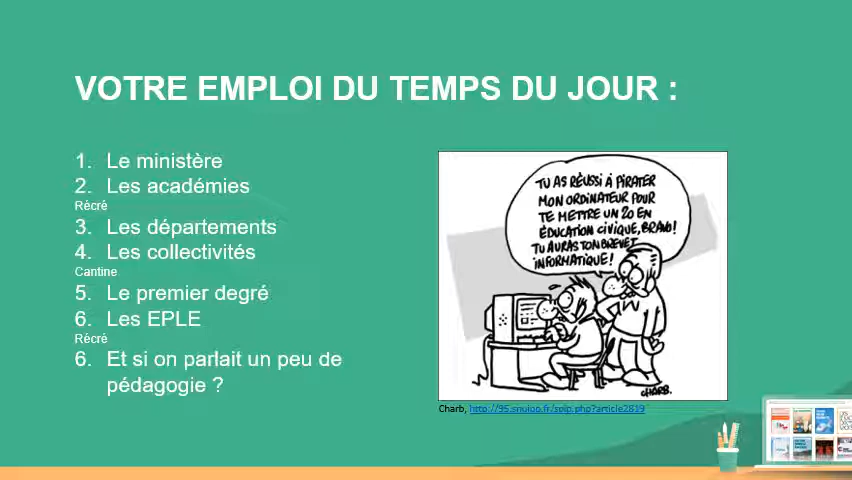 VOTRE EMPLOI DU TEMPS DU JOUR :
1. Le ministère
2. Les académies
Récré
3. Les départements
4. Les collectivités
Cantine
5. Le premier degré
6. Les EPLE
Récré
6. Et si on parlait un peu de
pédagogie ?
TU AS RÉUSSI À PIRATER
MON ORDINATEUR POUR
TE METTRE UN 20 EN
ÉDUCATION CIVIQUE, BRAVO !
TU AURAS TON BREVET
INFORMATIQUE !
CHARB.
Charb, http://95.snuipp.fr/spip.php?article2819